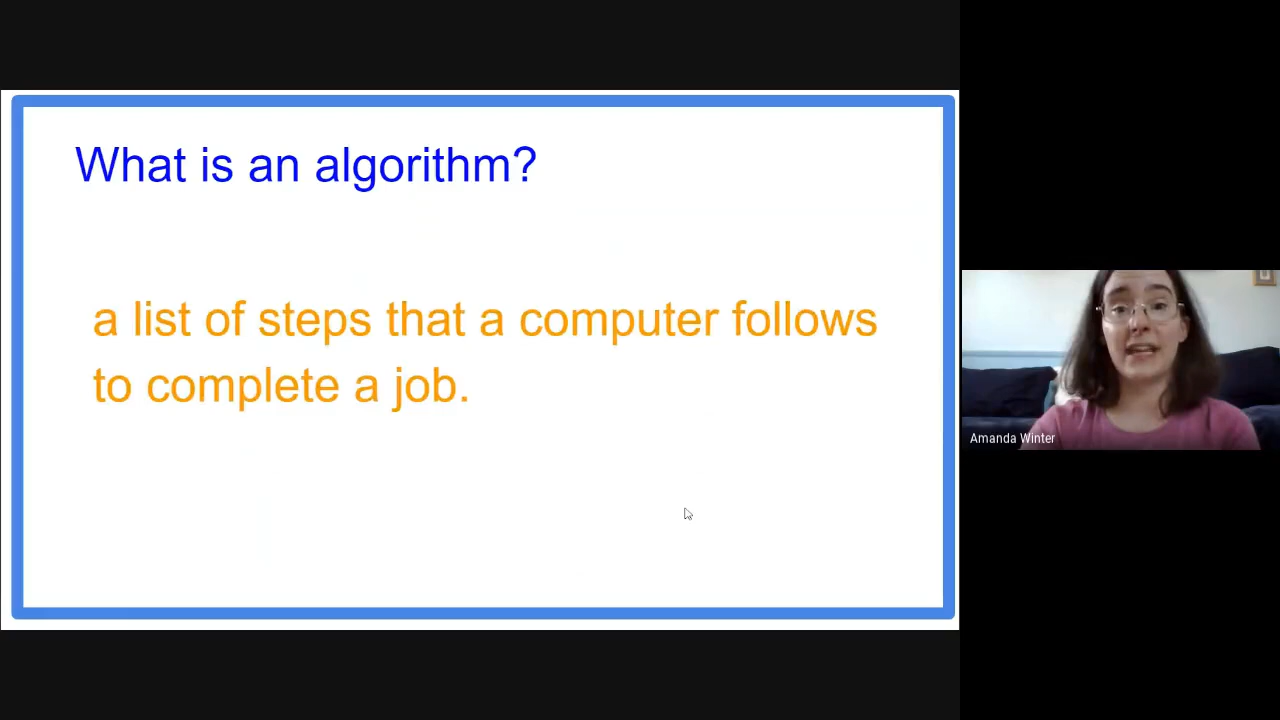 What is an algorithm?
a list of steps that a computer follows
to complete a job.
Amanda Winter